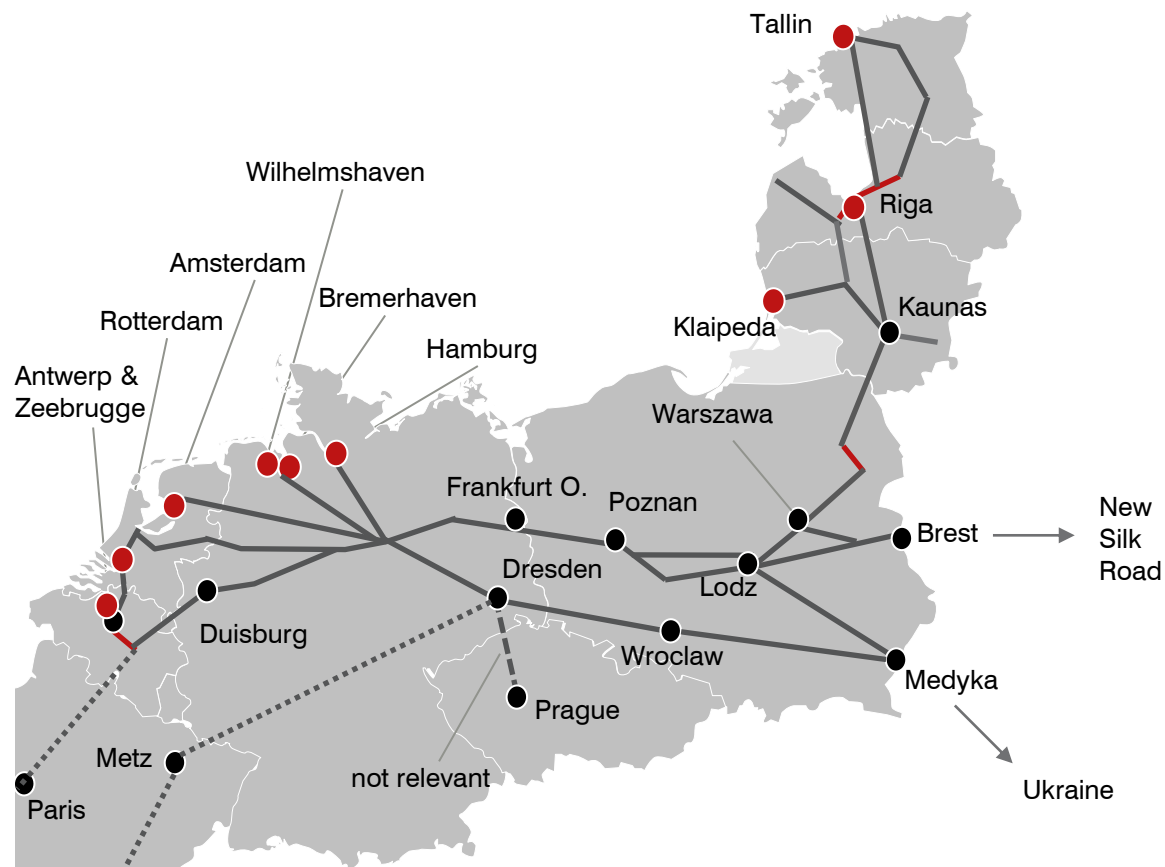 Tallin
Wilhelmshaven
Riga
Amsterdam
Bremerhaven
Kaunas
Rotterdam
Klaipeda
Hamburg
Antwerp &
Zeebrugge
Warszawa
Frankfurt O.
Poznan
New
Silk
Road
Brest
Dresden
Lodz
Duisburg
Wroclaw
Medyka
Prague
Metz
not relevant
Ukraine
Paris